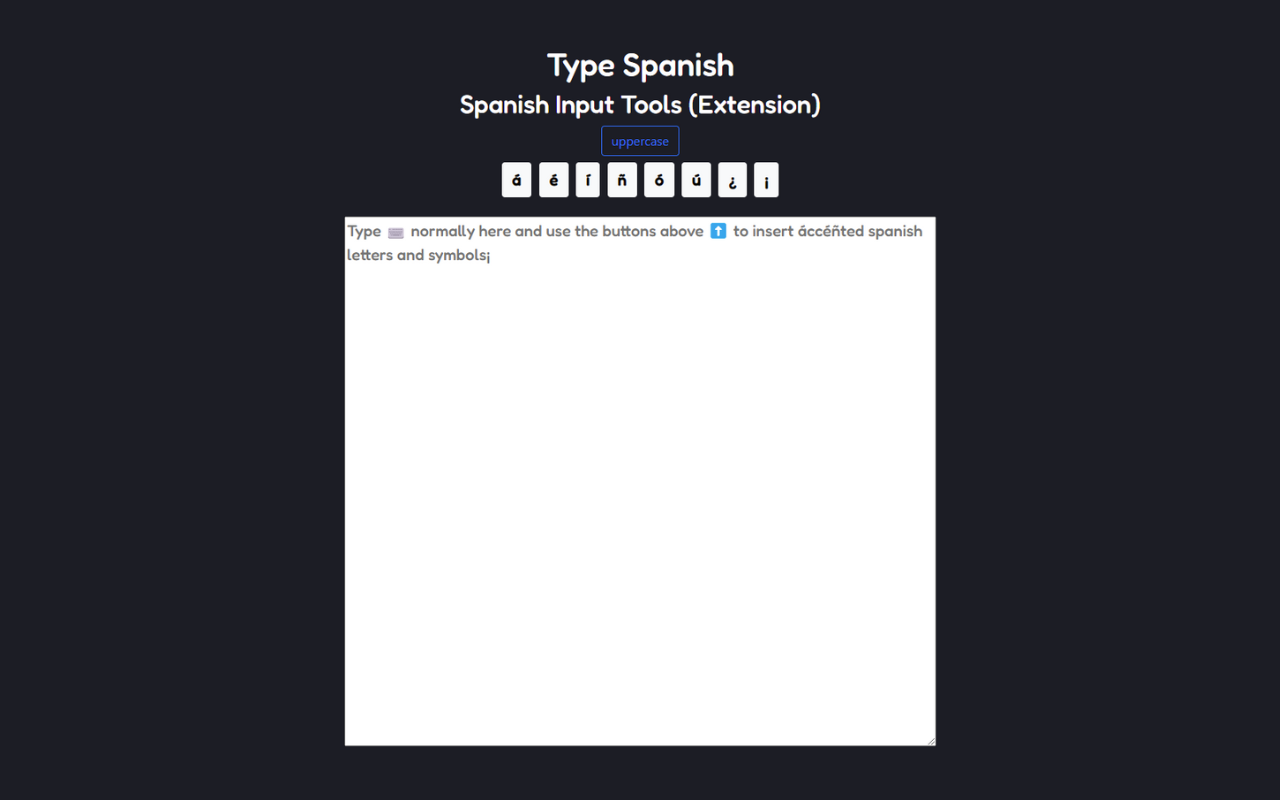 Type Spanish
Spanish Input Tools (Extension)
uppercase
á é í ñ ó ú ¿ ¡
Type ⌨ normally here and use the buttons above ⬆ to insert áccéñted spanish
letters and symbols¡